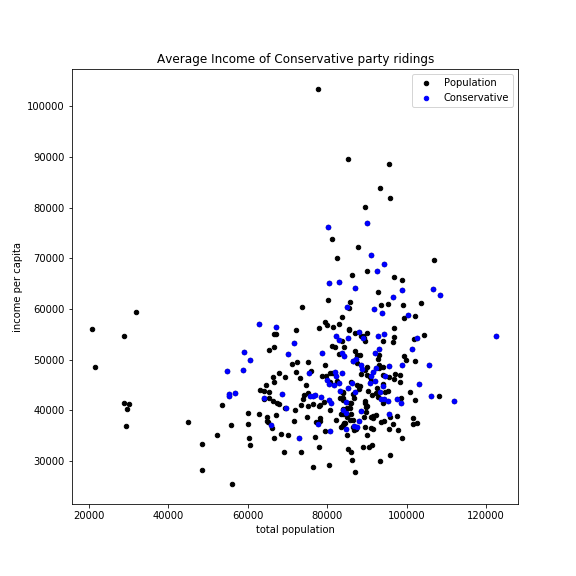 Average Income of Conservative party ridings
Population
Conservative
100000
90000
80000
70000
60000
50000
40000
30000
income per capita
20000 40000 60000 80000 100000 120000
total population